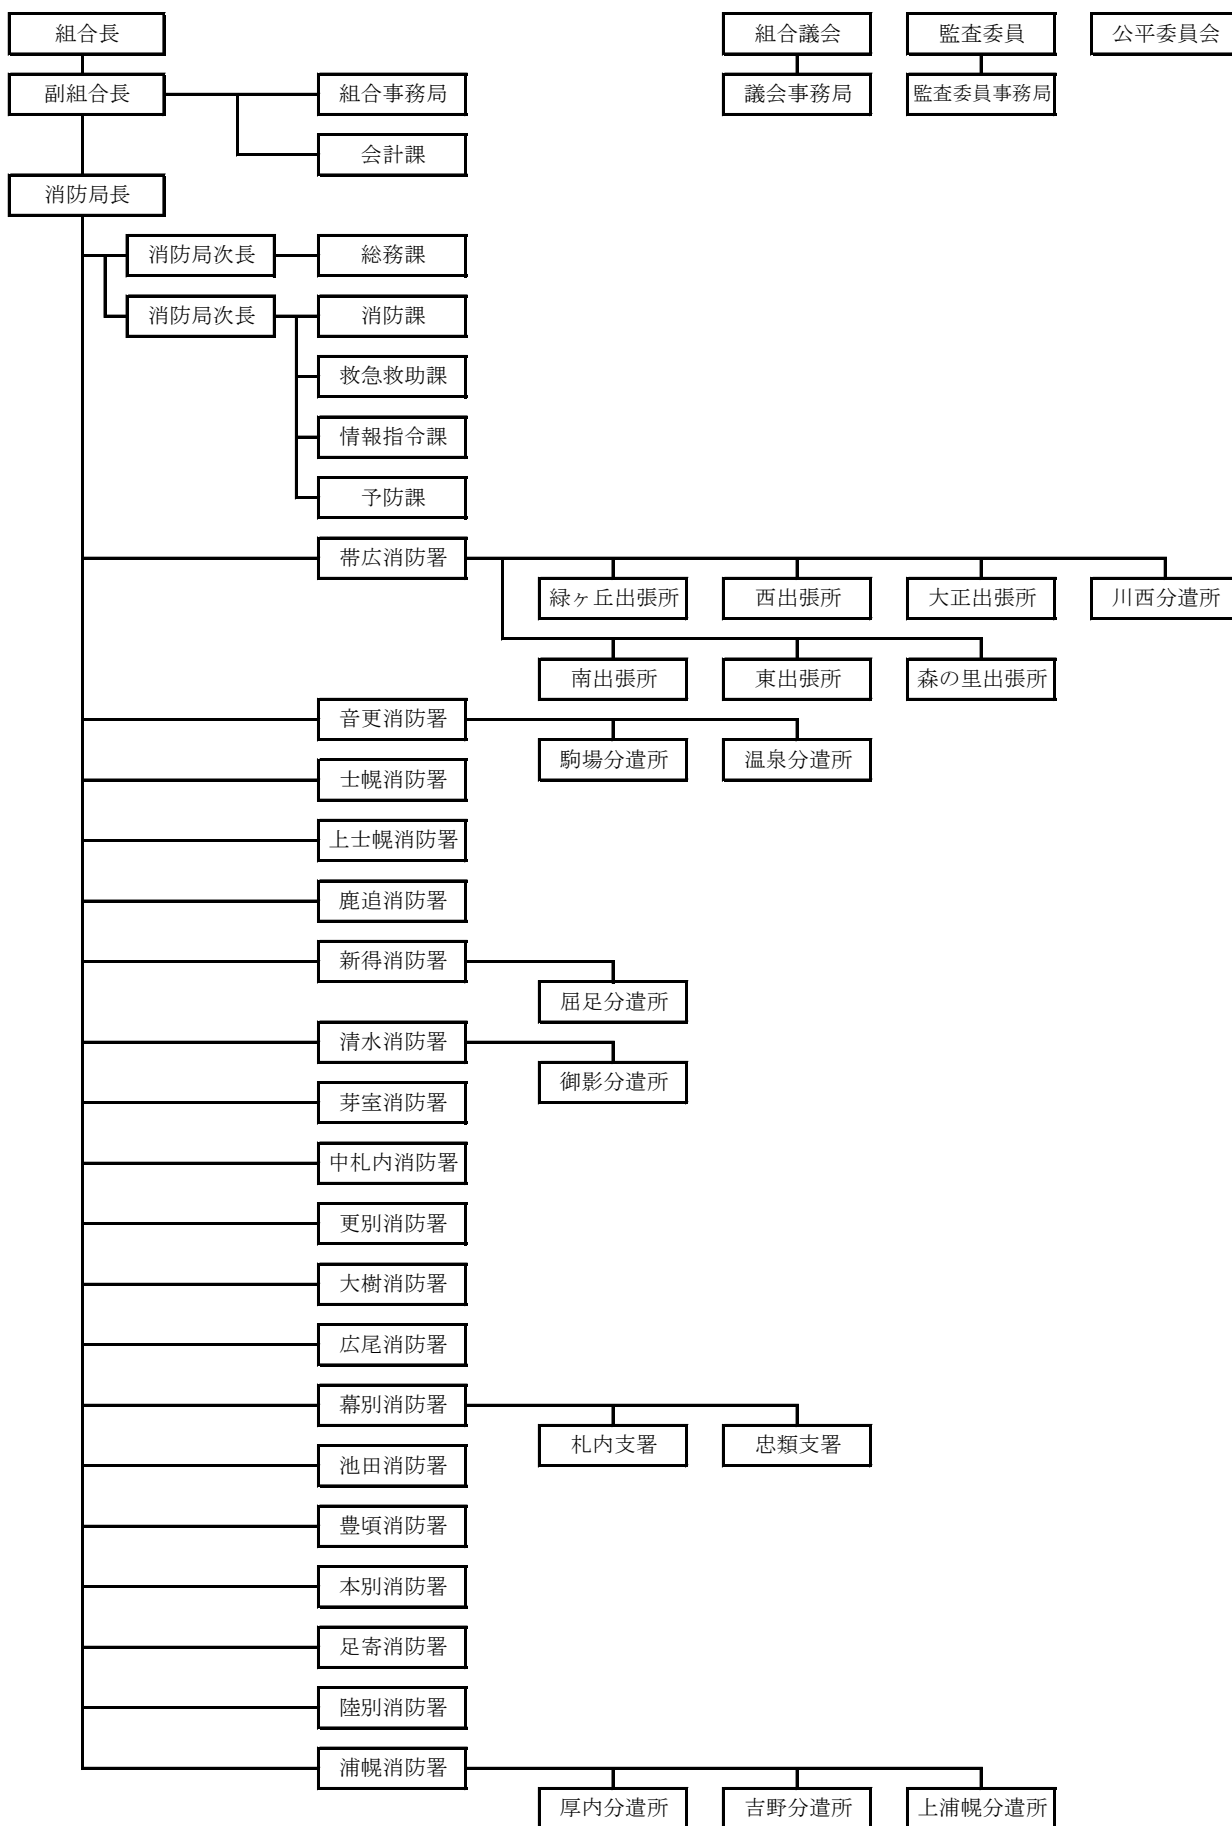 組合長
組合議会
監査委員
公平委員会
副組合長
組合事務局
議会事務局
監査委員事務局
会計課
消防局長
消防局次長
総務課
消防局次長
消防課
救急救助課
情報指令課
予防課
帯広消防署
緑ヶ丘出張所
西出張所
大正出張所
川西分遣所
南出張所
東出張所
森の里出張所
音更消防署
駒場分遣所
温泉分遣所
士幌消防署
上士幌消防署
鹿追消防署
新得消防署
屈足分遣所
清水消防署
御影分遣所
芽室消防署
中札内消防署
更別消防署
大樹消防署
広尾消防署
幕別消防署
札内支署
忠類支署
池田消防署
豊頃消防署
本別消防署
足寄消防署
陸別消防署
浦幌消防署
厚内分遣所
吉野分遣所
上浦幌分遣所